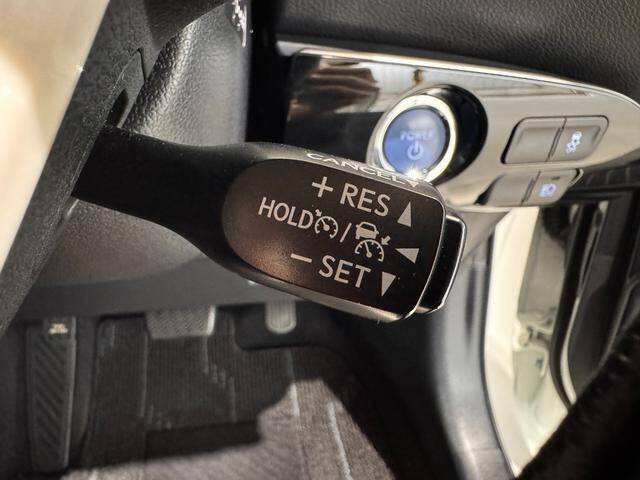 POWER
CANCEL
+ RES
HOLD /
– SET